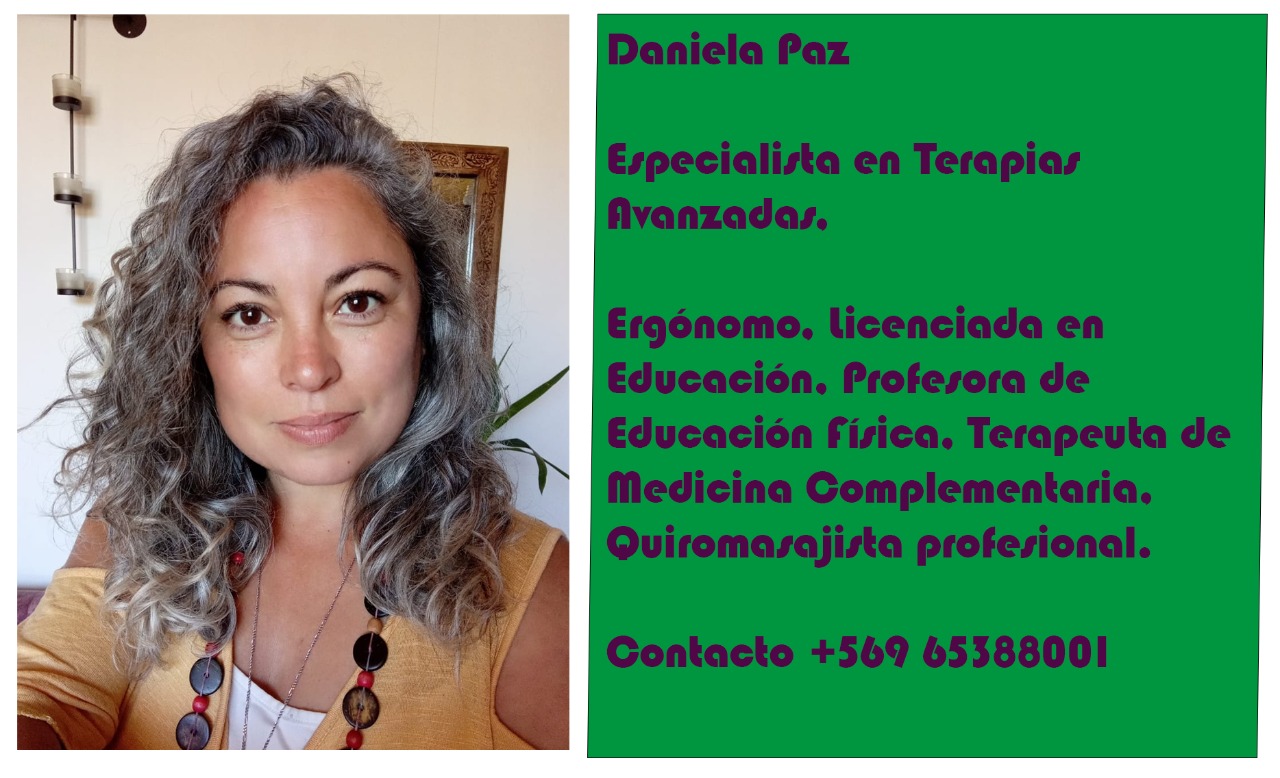 Daniela Paz
Especialista en Terapias
Avanzadas,
Ergónomo, Licenciada en
Educación, Profesora de
Educación Física, Terapeuta de
Medicina Complementaria,
Quiromasajista profesional.
Contacto +569 65388001